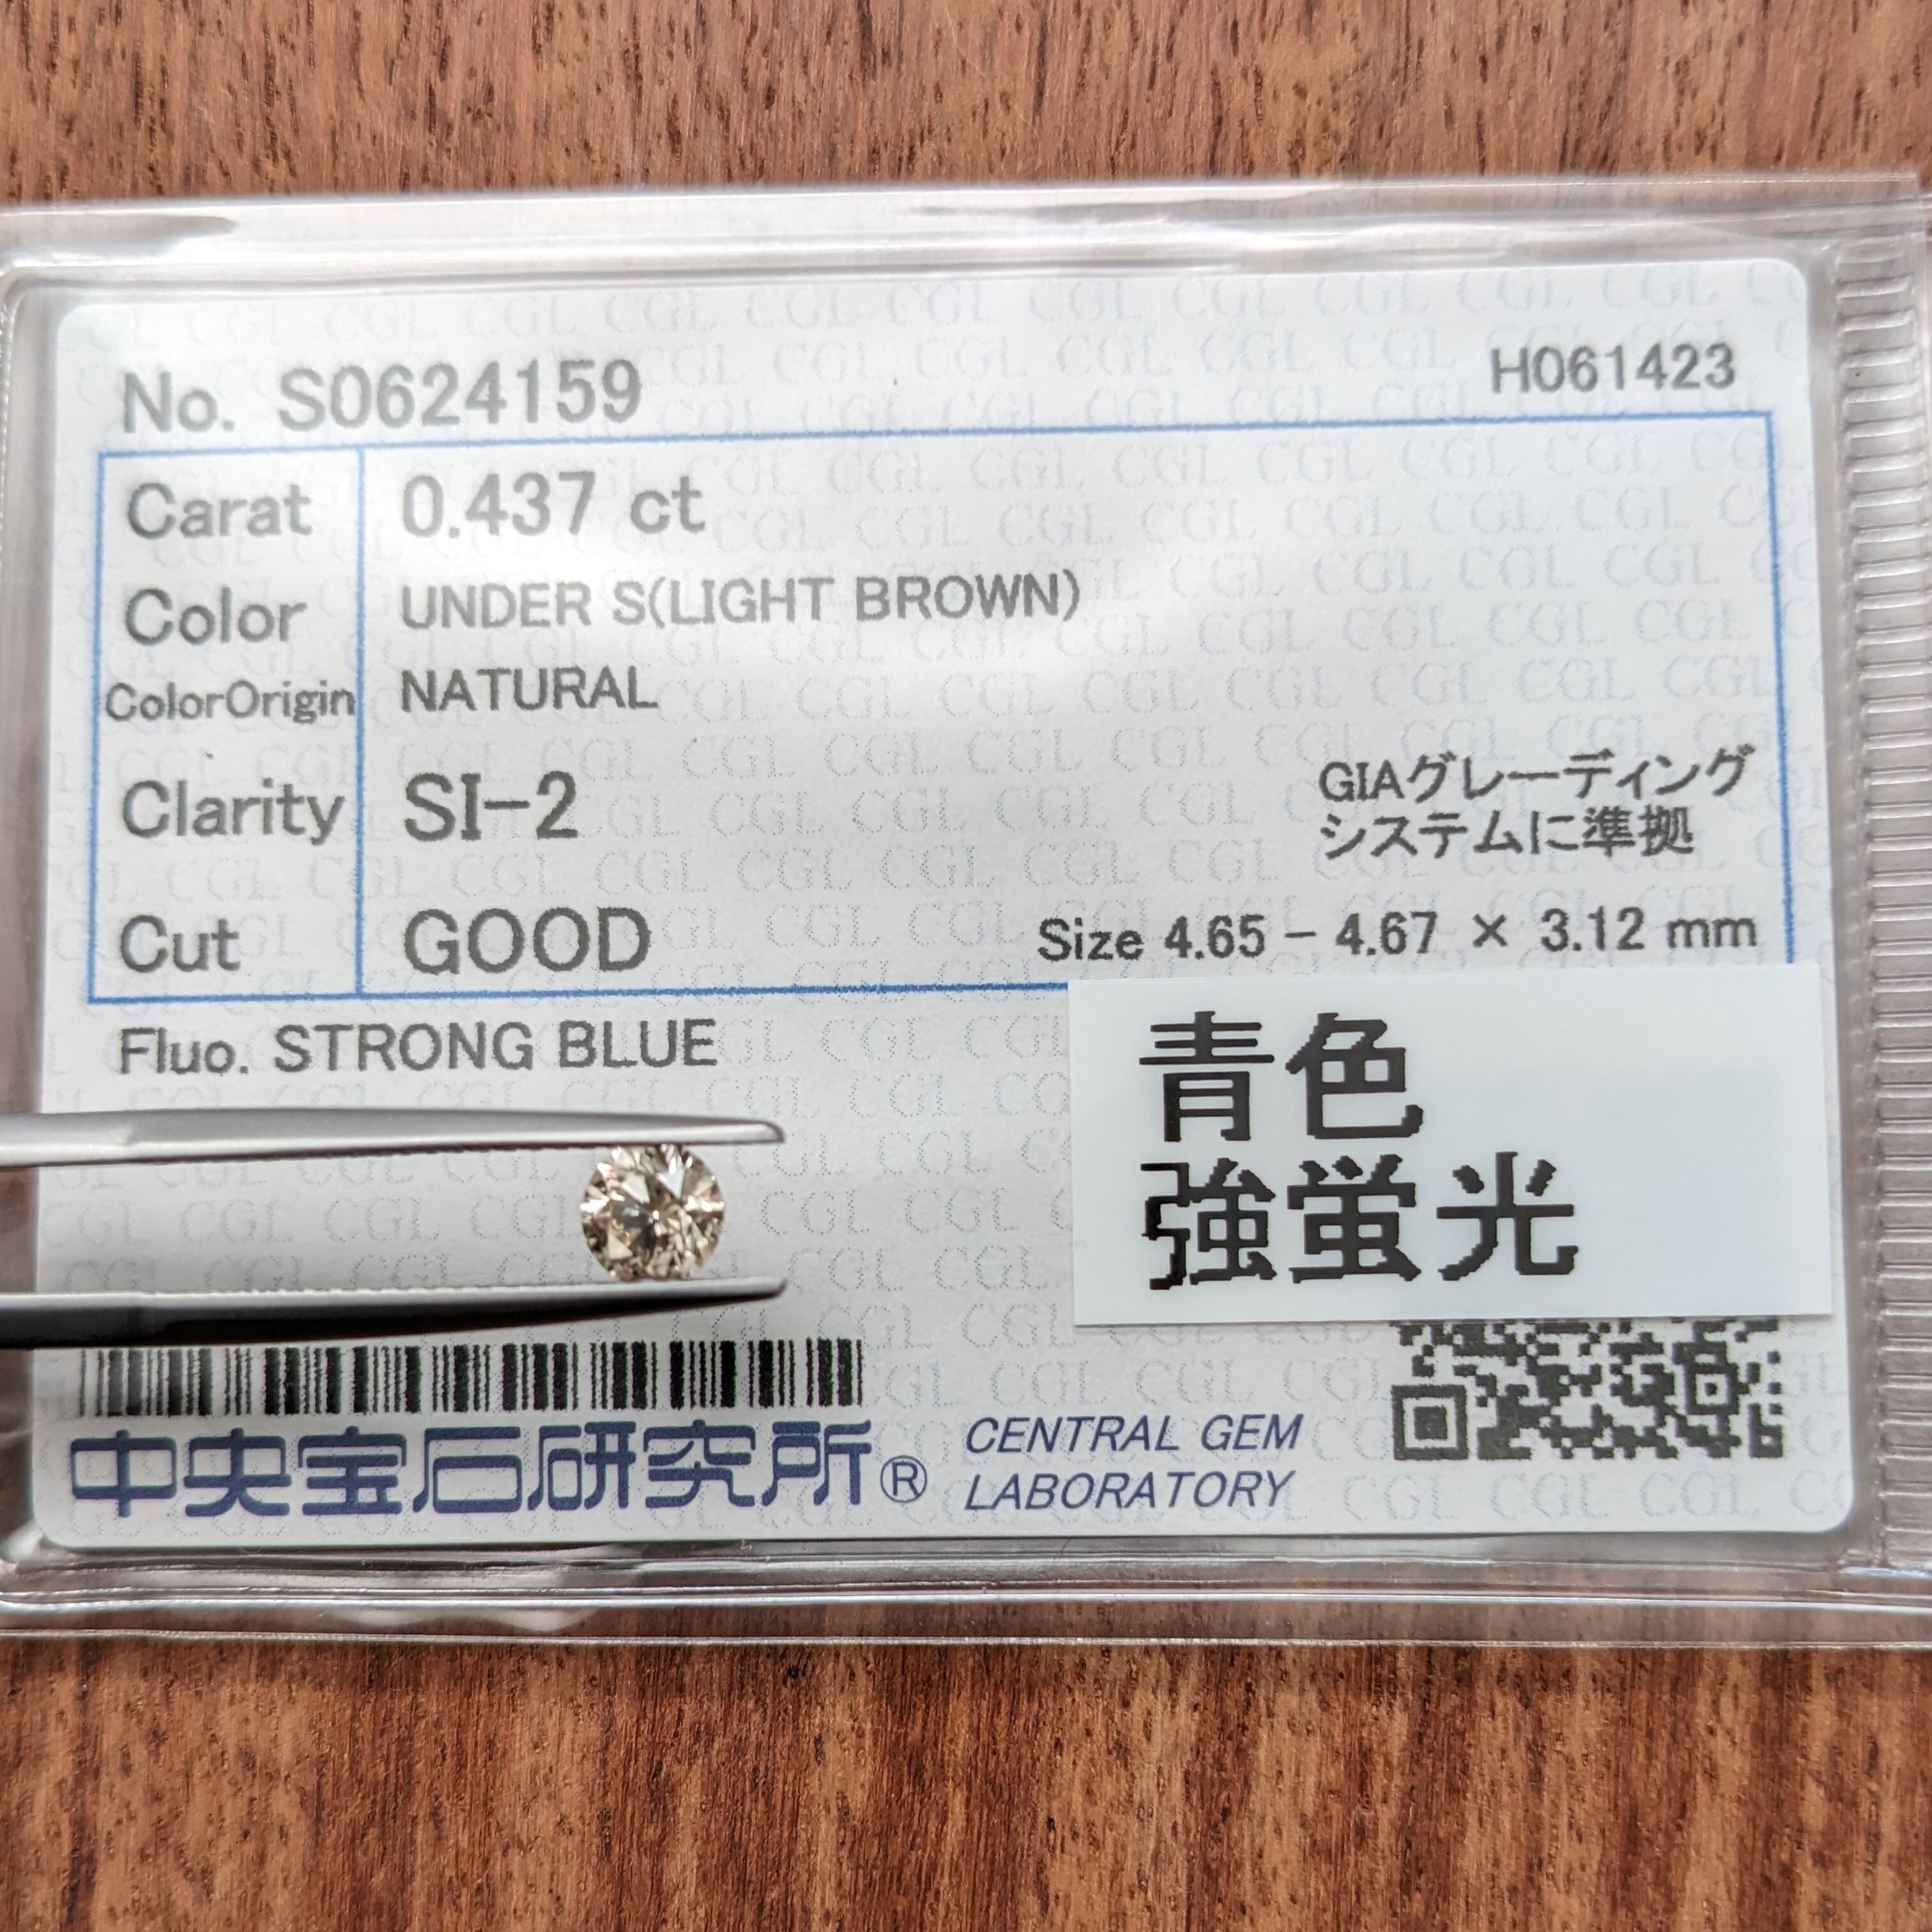 No. S0624159
H061423
Carat 0.437 ct
Color UNDER S(LIGHT BROWN)
ColorOrigin NATURAL
Clarity SI-2
GIAグレーディング
システムに準拠
Cut GOOD
Size 4.65 - 4.67 × 3.12 mm
Fluo. STRONG BLUE
青色
強蛍光
中央宝石研究所®
CENTRAL GEM
LABORATORY